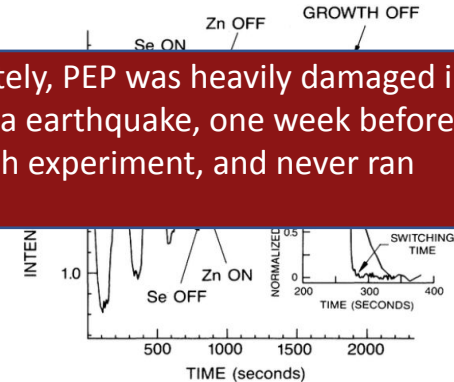 GROWTH OFF
Zn OFF
Se ON
PEP was heavily damaged
a earthquake, one week before
experiment, and never ran
0.5
SWITCHING
TIME
NORMALIZED
0
200 300 400
TIME (SECONDS)
1.0
Zn ON
Se OFF
500 1000 1500 2000
TIME (seconds)